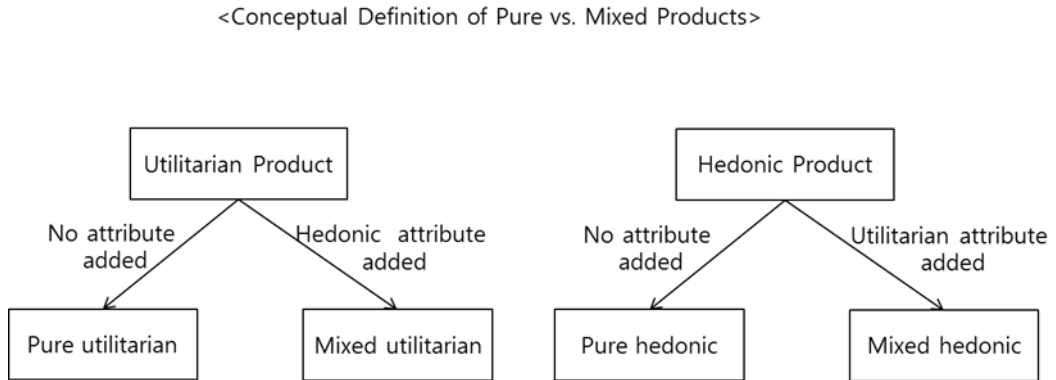 <Conceptual Definition of Pure vs. Mixed Products>
Utilitarian Product
No attribute
added
Hedonic attribute
added
Pure utilitarian
Mixed utilitarian
Hedonic Product
No attribute
added
Utilitarian attribute
added
Pure hedonic
Mixed hedonic